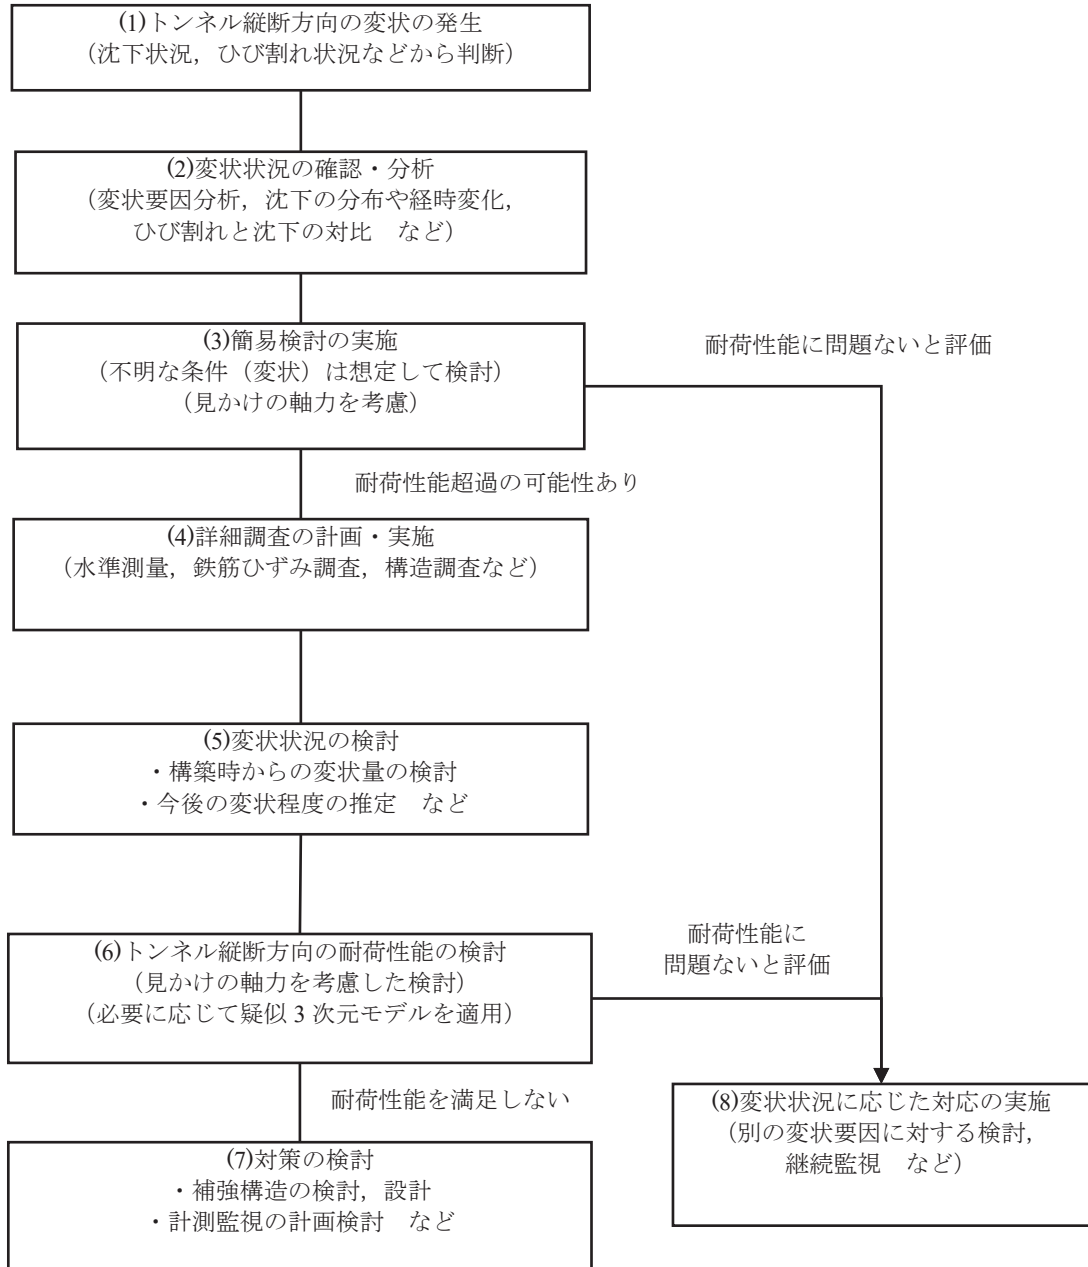 (1)トンネル縦断方向の変状の発生
（沈下状況，ひび割れ状況などから判断）
(2)変状状況の確認・分析
（変状要因分析，沈下の分布や経時変化，
ひび割れと沈下の対比　など）
(3)簡易検討の実施
（不明な条件（変状）は想定して検討）
（見かけの軸力を考慮）
耐荷性能に問題ないと評価
耐荷性能超過の可能性あり
(4)詳細調査の計画・実施
（水準測量，鉄筋ひずみ調査，構造調査など）
(5)変状状況の検討
・構築時からの変状量の検討
・今後の変状程度の推定　など
(6)トンネル縦断方向の耐荷性能の検討
（見かけの軸力を考慮した検討）
（必要に応じて疑似 3 次元モデルを適用）
耐荷性能に
問題ないと評価
耐荷性能を満足しない
(7)対策の検討
・補強構造の検討，設計
・計測監視の計画検討　など
(8)変状状況に応じた対応の実施
（別の変状要因に対する検討，
継続監視　など）